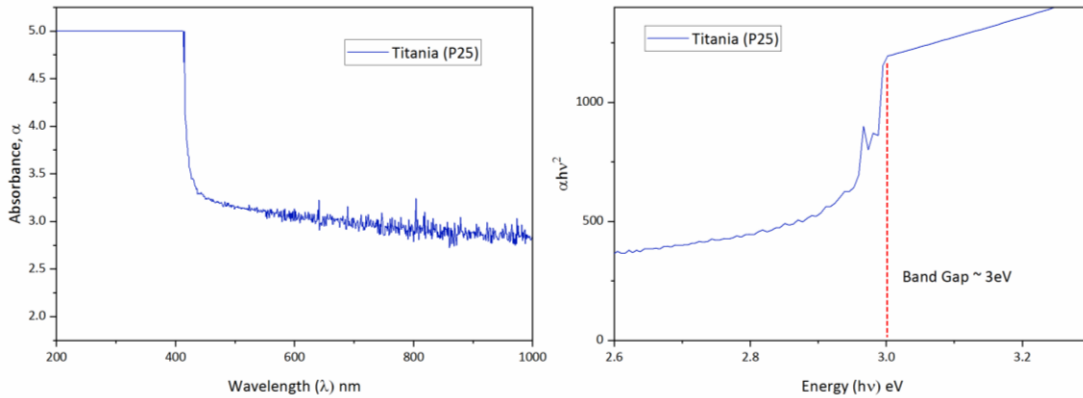 5.0
4.5
4.0
3.5
3.0
2.5
2.0
Absorbance, α
Titania (P25)
200
400
600
800
1000
Wavelength (λ) nm
1000
500
0
αhν²
Titania (P25)
Band Gap ~ 3eV
2.6
2.8
3.0
3.2
Energy (hν) eV